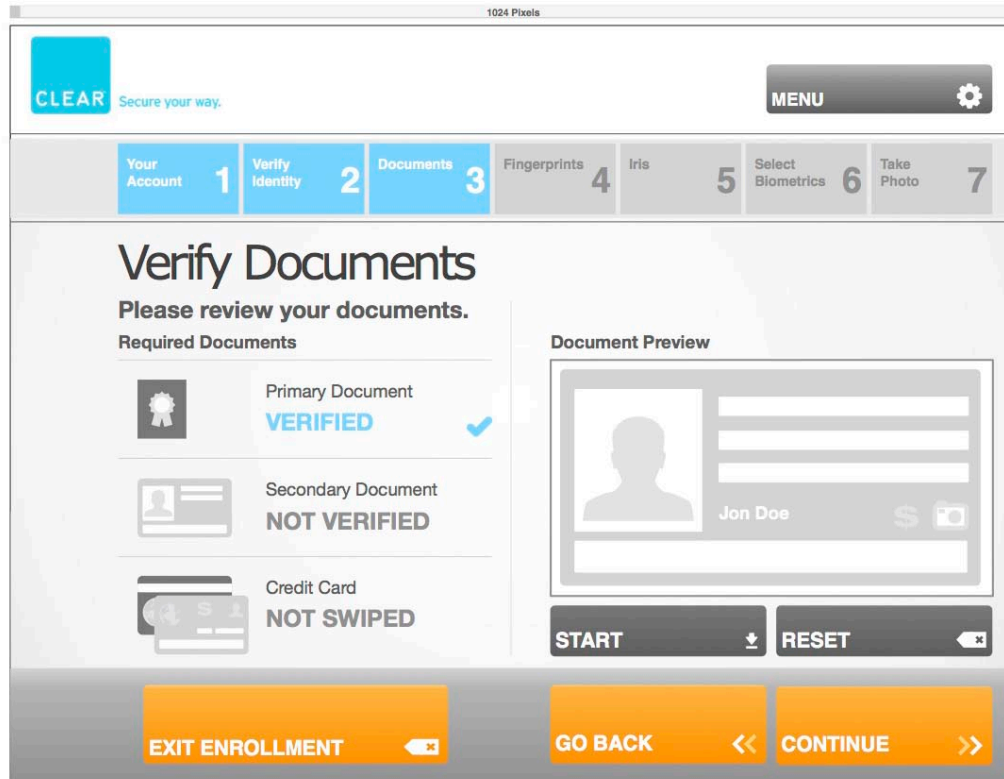 1024 Pixels
CLEAR Secure your way.
MENU
Your Account 1
Verify Identity 2
Documents 3
Fingerprints 4
Iris 5
Select Biometrics 6
Take Photo 7
Verify Documents
Please review your documents.
Required Documents
Primary Document
VERIFIED
Secondary Document
NOT VERIFIED
Credit Card
NOT SWIPED
Document Preview
Jon Doe $
START
RESET
EXIT ENROLLMENT
GO BACK
CONTINUE